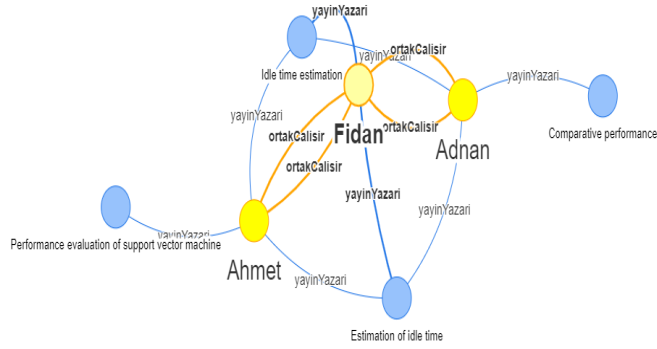 yayinYazari
ortakCalisir
yayinYazari
Idle time estimation
yayinYazari
yayinYazari
ortakCalisir
Fidan
ortakCalisir
Comparative performance
Adnan
ortakCalisir
yayinYazari
yayinYazari
yayinYazari
Performance evaluation of support vector machine
Ahmet
yayinYazari
Estimation of idle time